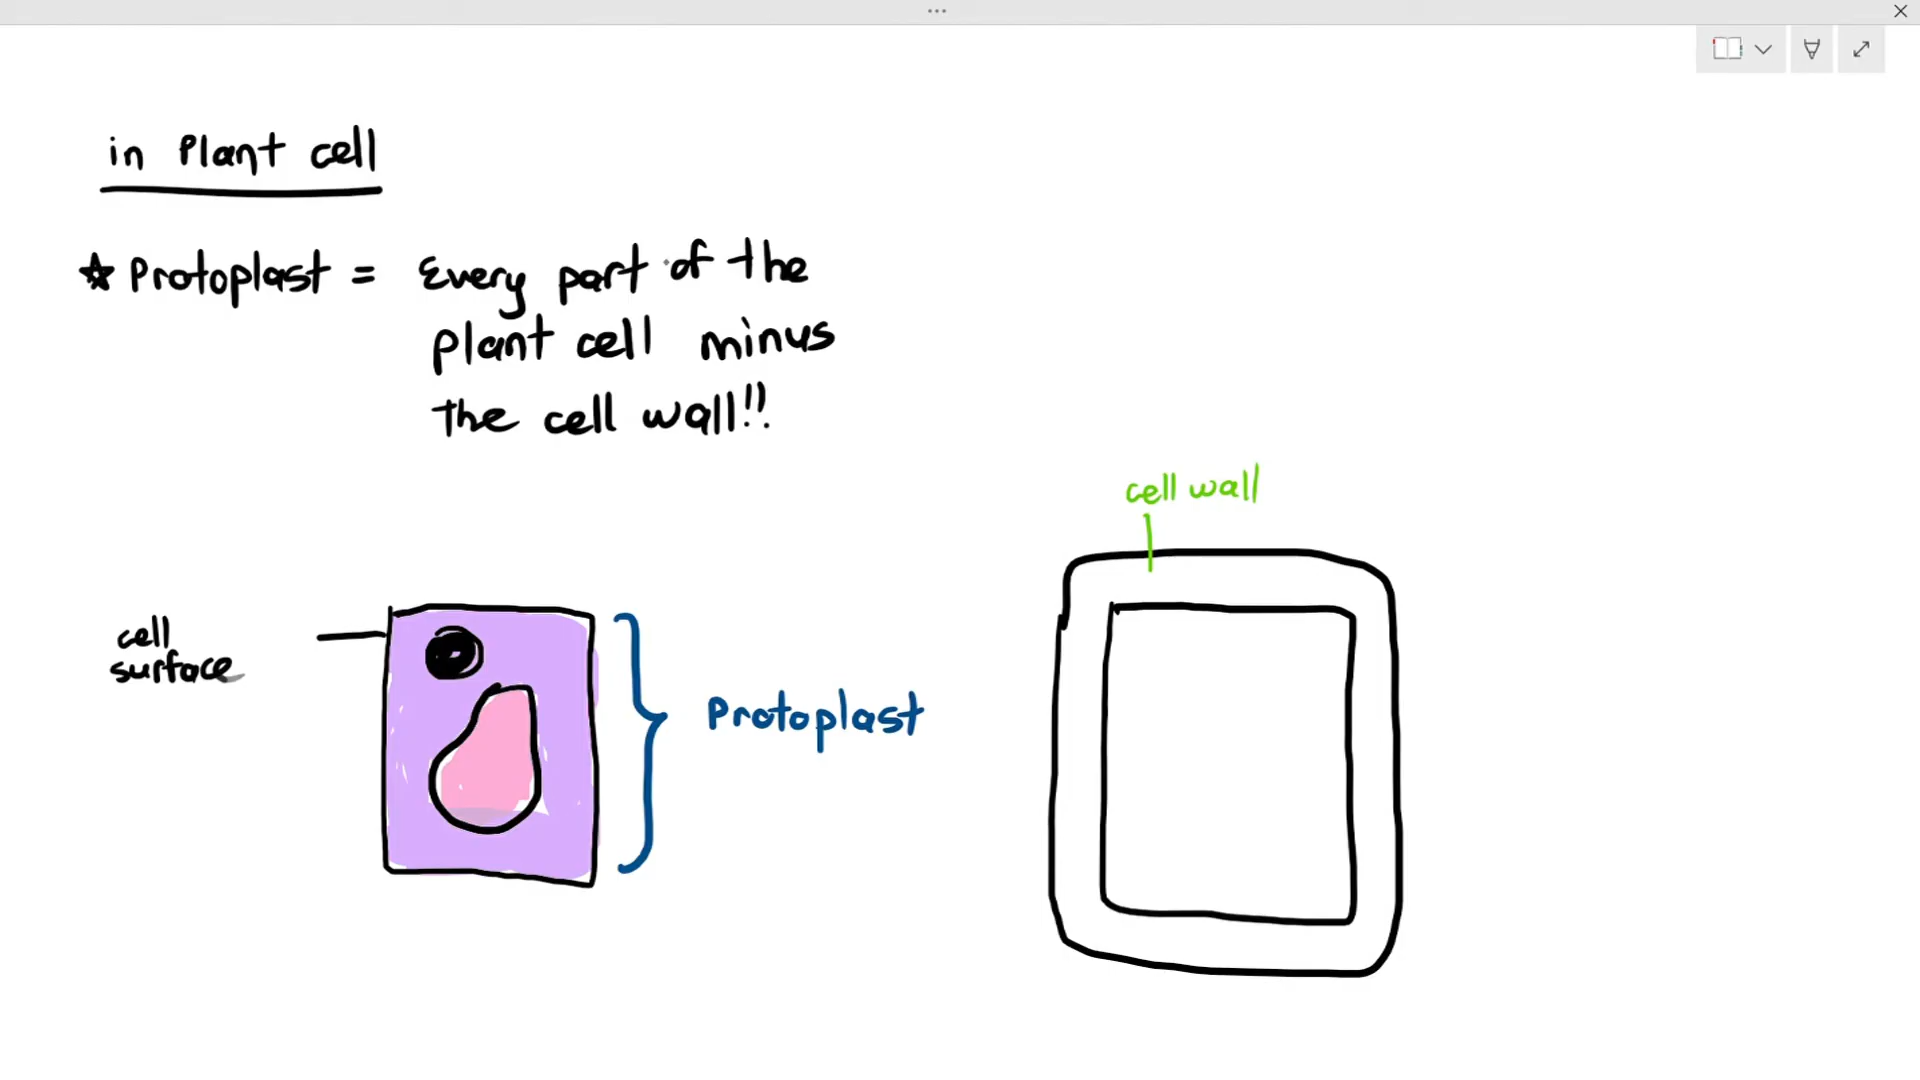 in Plant cell
☆ Protoplast = Every part of the
plant cell minus
the cell wall!!
cell wall
cell
surface
Protoplast